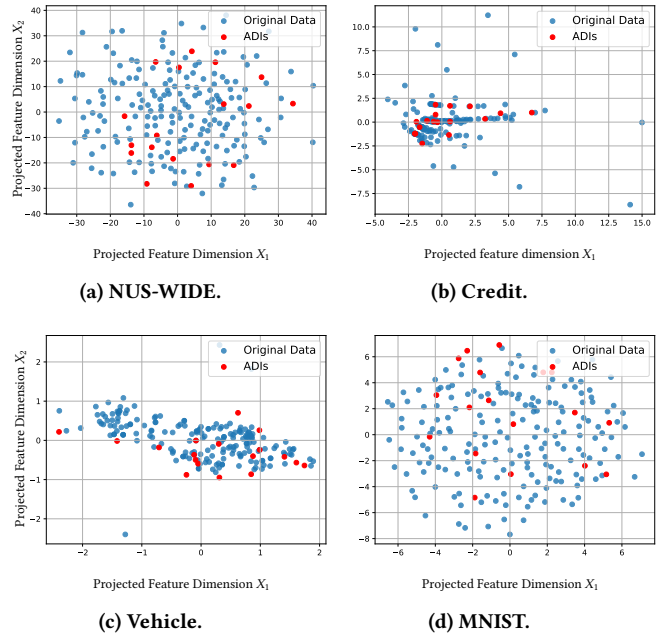 Projected Feature Dimension X₂
40
30
20
10
0
−10
−20
−30
−40
Original Data
ADIs
−30 −20 −10 0 10 20 30 40
Projected Feature Dimension X₁
(a) NUS-WIDE.
10.0
7.5
5.0
2.5
0.0
−2.5
−5.0
−7.5
Original Data
ADIs
−5.0 −2.5 0.0 2.5 5.0 7.5 10.0 12.5 15.0
Projected feature dimension X₁
(b) Credit.
Projected Feature Dimension X₂
2
1
0
−1
−2
Original Data
ADIs
−2 −1 0 1 2
Projected Feature Dimension X₁
(c) Vehicle.
6
4
2
0
−2
−4
−6
−8
Original Data
ADIs
−6 −4 −2 0 2 4 6
Projected Feature Dimension X₁
(d) MNIST.